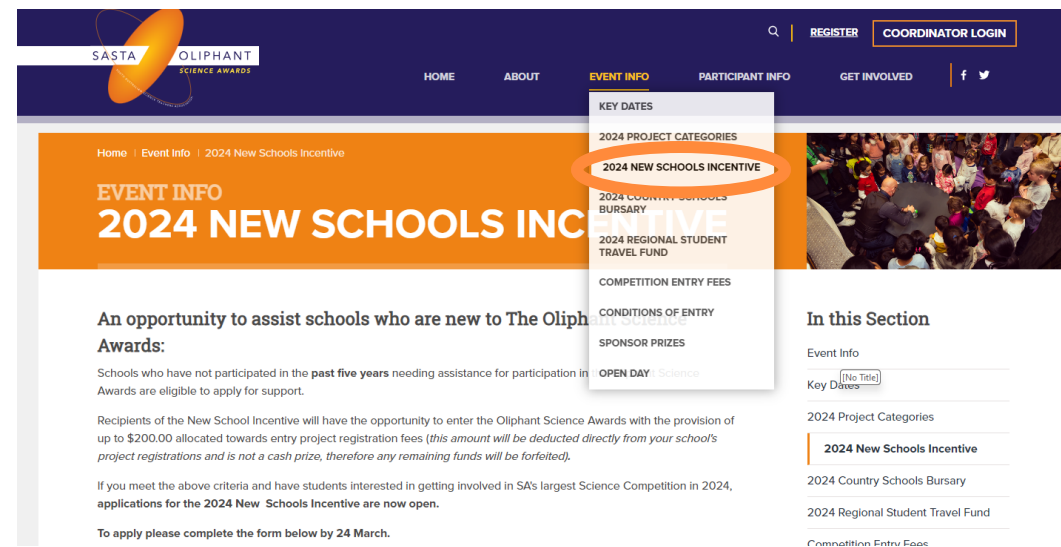 REGISTER
COORDINATOR LOGIN
SASTA OLIPHANT
SCIENCE AWARDS
HOME
ABOUT
EVENT INFO
PARTICIPANT INFO
GET INVOLVED
KEY DATES
2024 PROJECT CATEGORIES
2024 NEW SCHOOLS INCENTIVE
2024 COUNTRY SCHOOLS
BURSARY
2024 REGIONAL STUDENT
TRAVEL FUND
COMPETITION ENTRY FEES
CONDITIONS OF ENTRY
SPONSOR PRIZES
OPEN DAY
Home | Event Info | 2024 New Schools Incentive
EVENT INFO
2024 NEW SCHOOLS INCENTIVE
An opportunity to assist schools who are new to The Oliphant Science
Awards:
Schools who have not participated in the past five years needing assistance for participation in Science
Awards are eligible to apply for support.
Recipients of the New School Incentive will have the opportunity to enter the Oliphant Science Awards with the provision of
up to $200.00 allocated towards entry project registration fees (this amount will be deducted directly from your school's
project registrations and is not a cash prize, therefore any remaining funds will be forfeited).
If you meet the above criteria and have students interested in getting involved in SA's largest Science Competition in 2024,
applications for the 2024 New Schools Incentive are now open.
To apply please complete the form below by 24 March.
In this Section
Event Info
Key Dates
[No Title]
2024 Project Categories
2024 New Schools Incentive
2024 Country Schools Bursary
2024 Regional Student Travel Fund
Competition Entry Fees